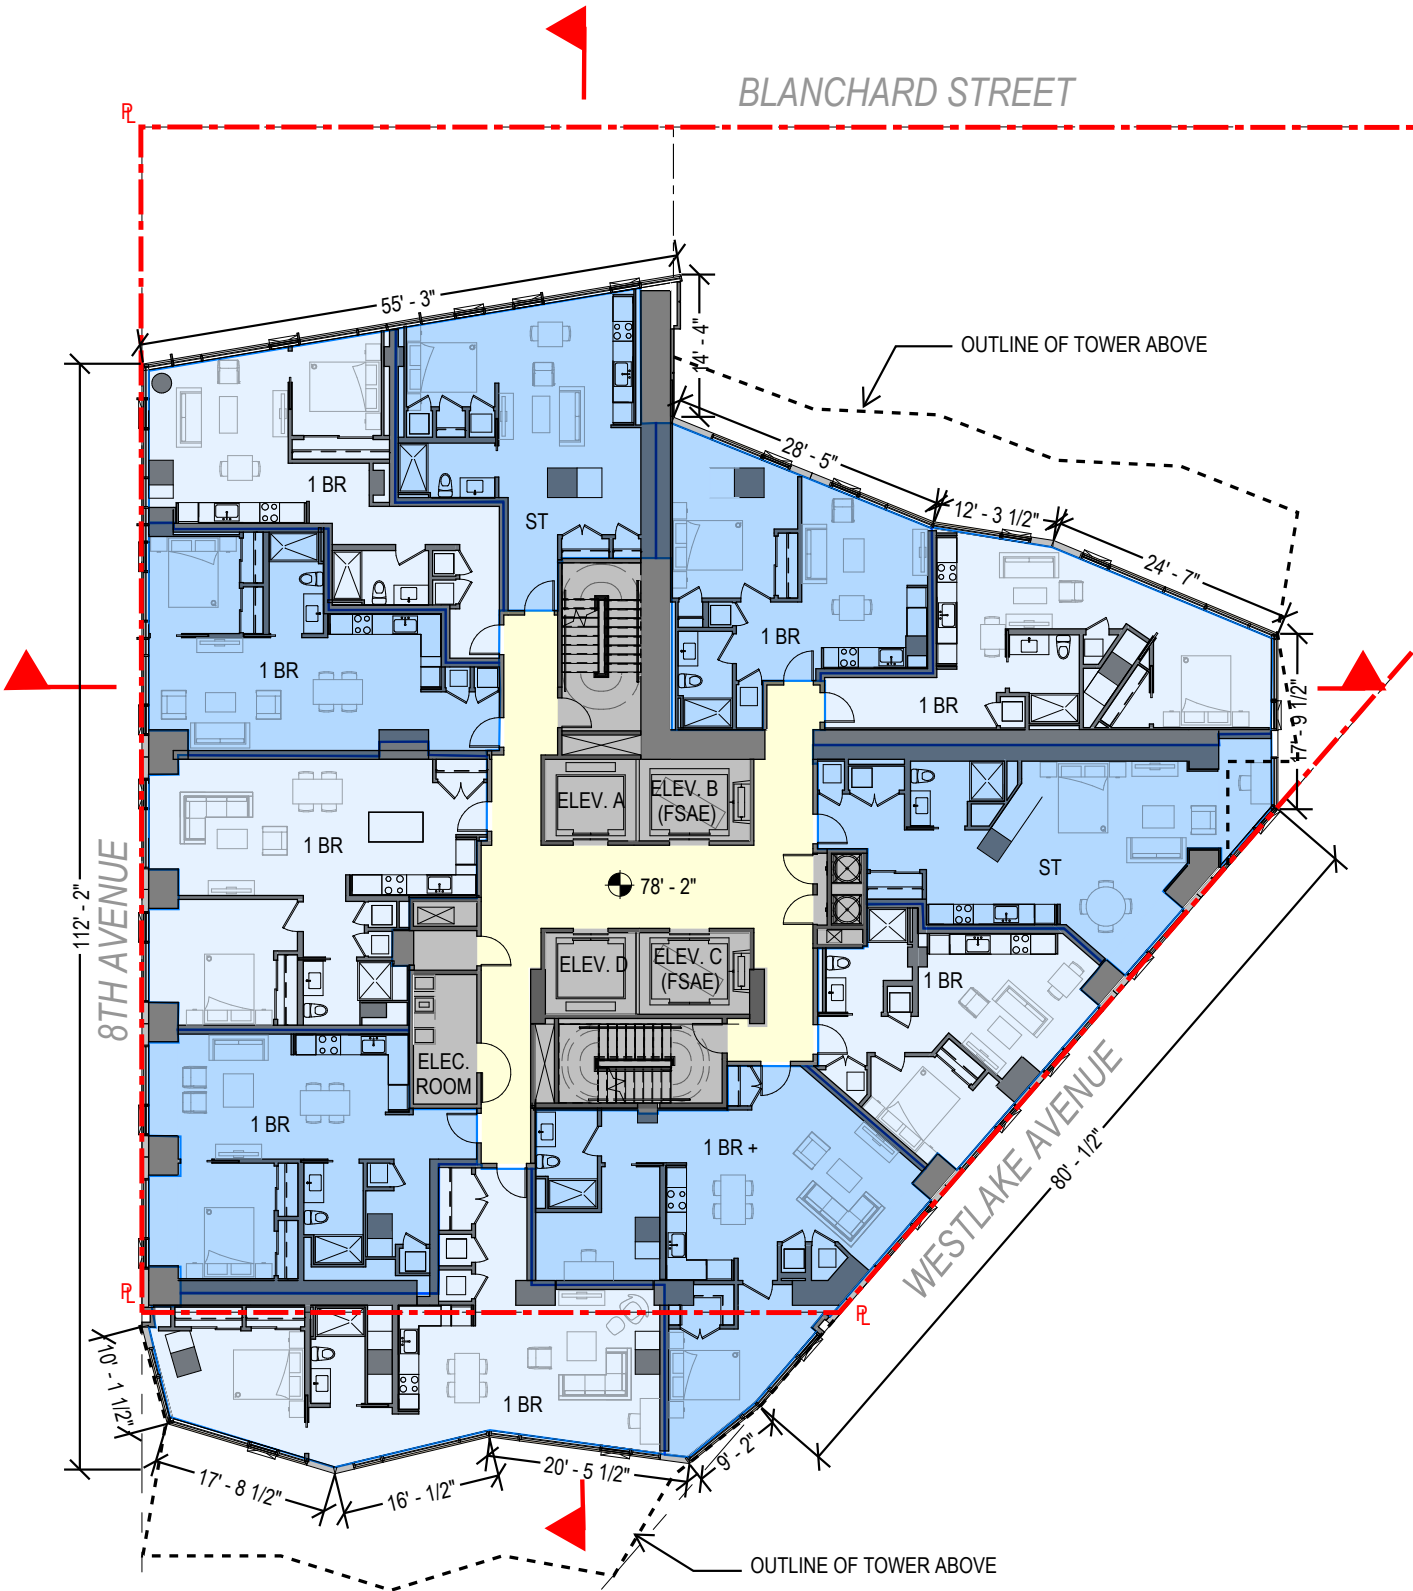 BLANCHARD STREET
PL
55' - 3"
14' - 4"
OUTLINE OF TOWER ABOVE
28' - 5"
12' - 3 1/2"
24' - 7"
1 BR
ST
1 BR
1 BR
1 BR
17' - 9 1/2"
ELEV. A
ELEV. B
(FSAE)
1 BR
8TH AVENUE
112' - 2"
78' - 2"
ST
ELEV. D
ELEV. C
(FSAE)
1 BR
ELEC.
ROOM
1 BR
1 BR +
WESTLAKE AVENUE
80' - 1/2"
PL
PL
10' - 1 1/2"
1 BR
17' - 8 1/2"
16' - 1/2"
20' - 5 1/2"
9' - 2"
OUTLINE OF TOWER ABOVE